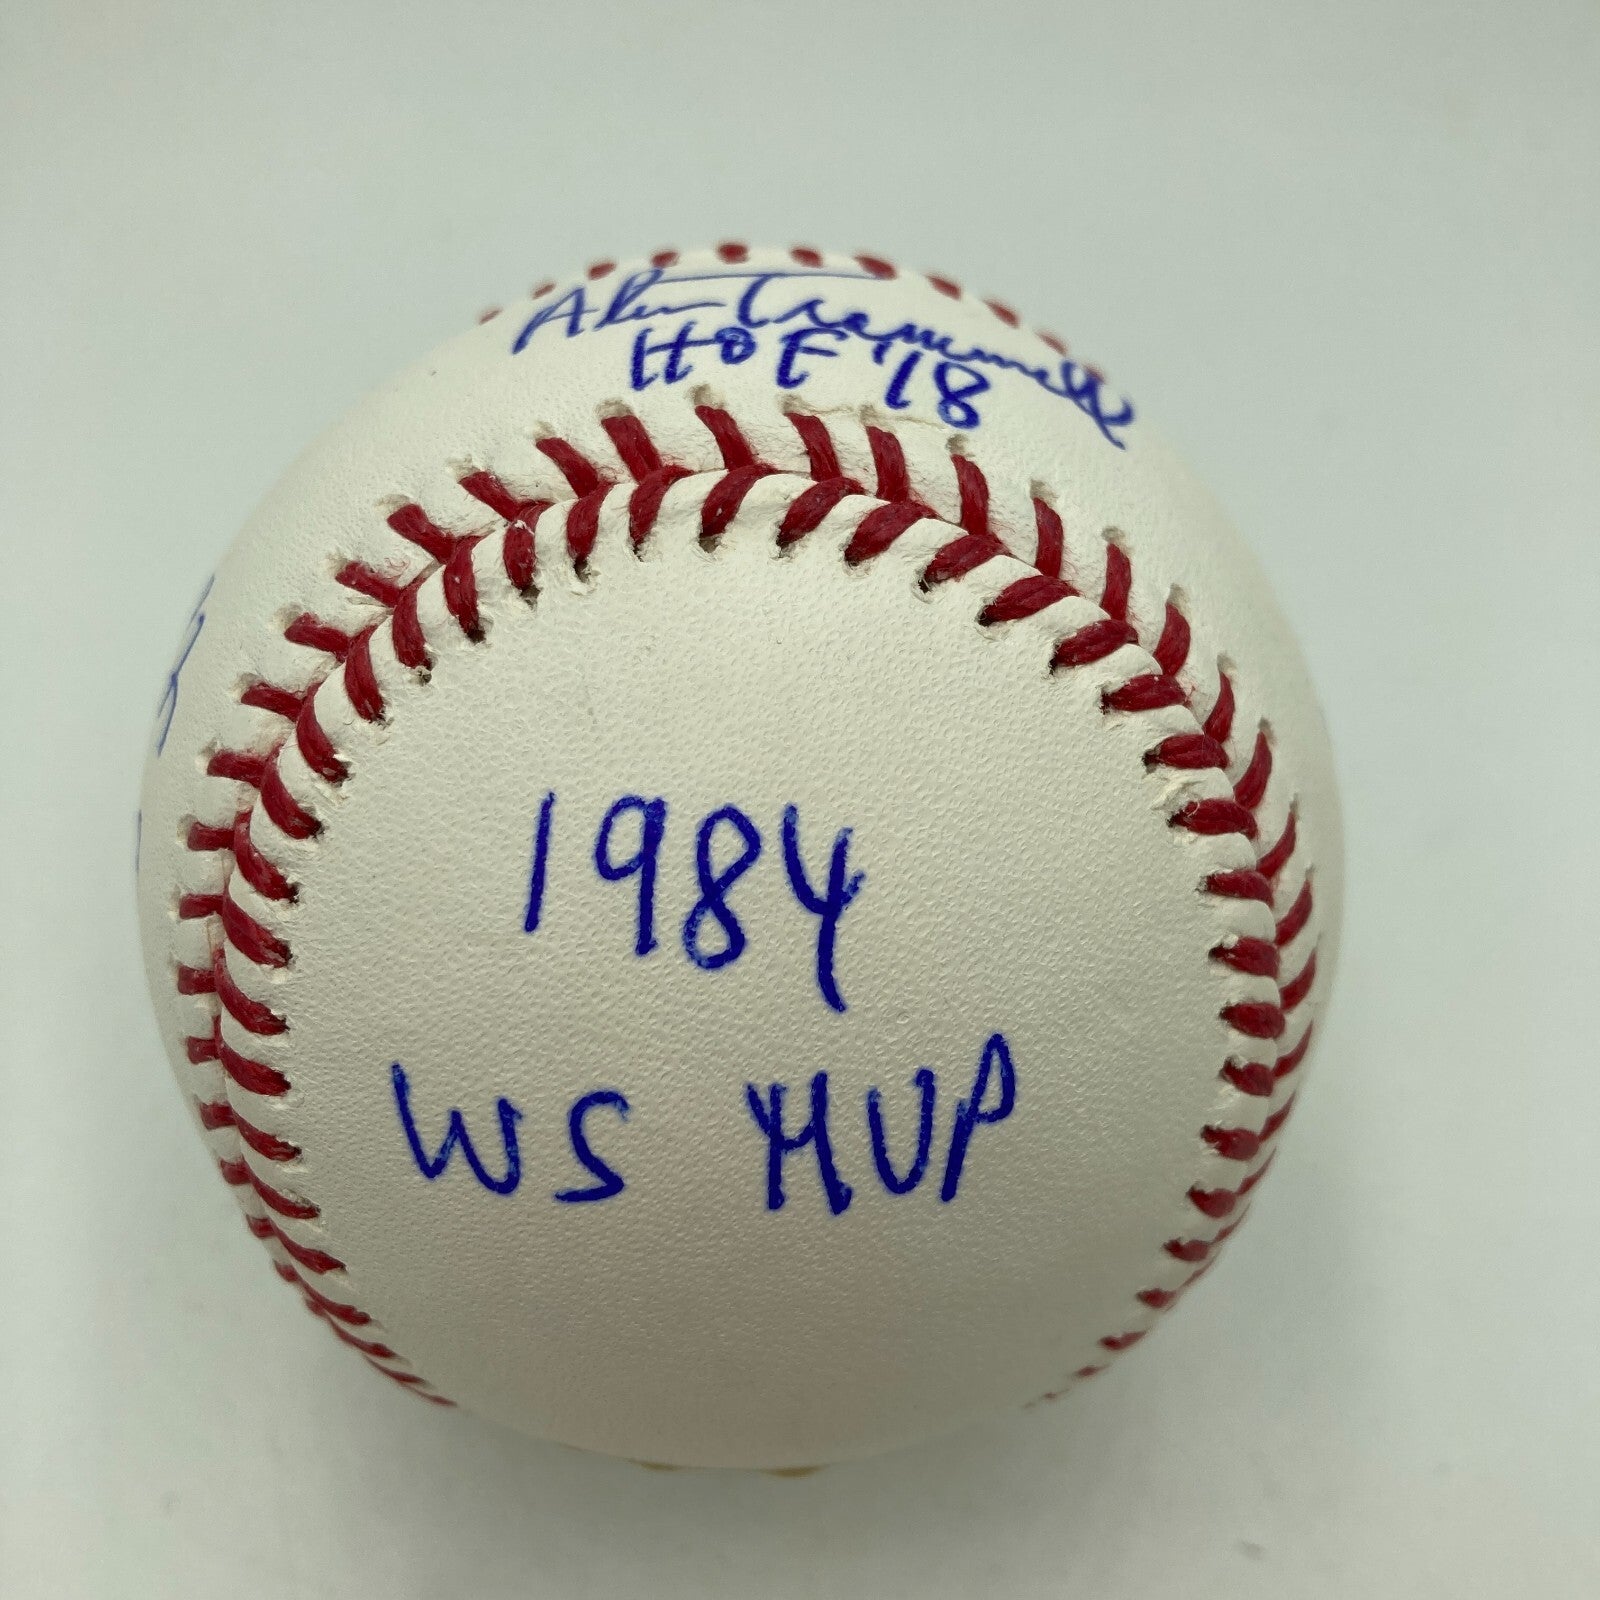 Alan Trammell
HOF '18
1984
WS MVP